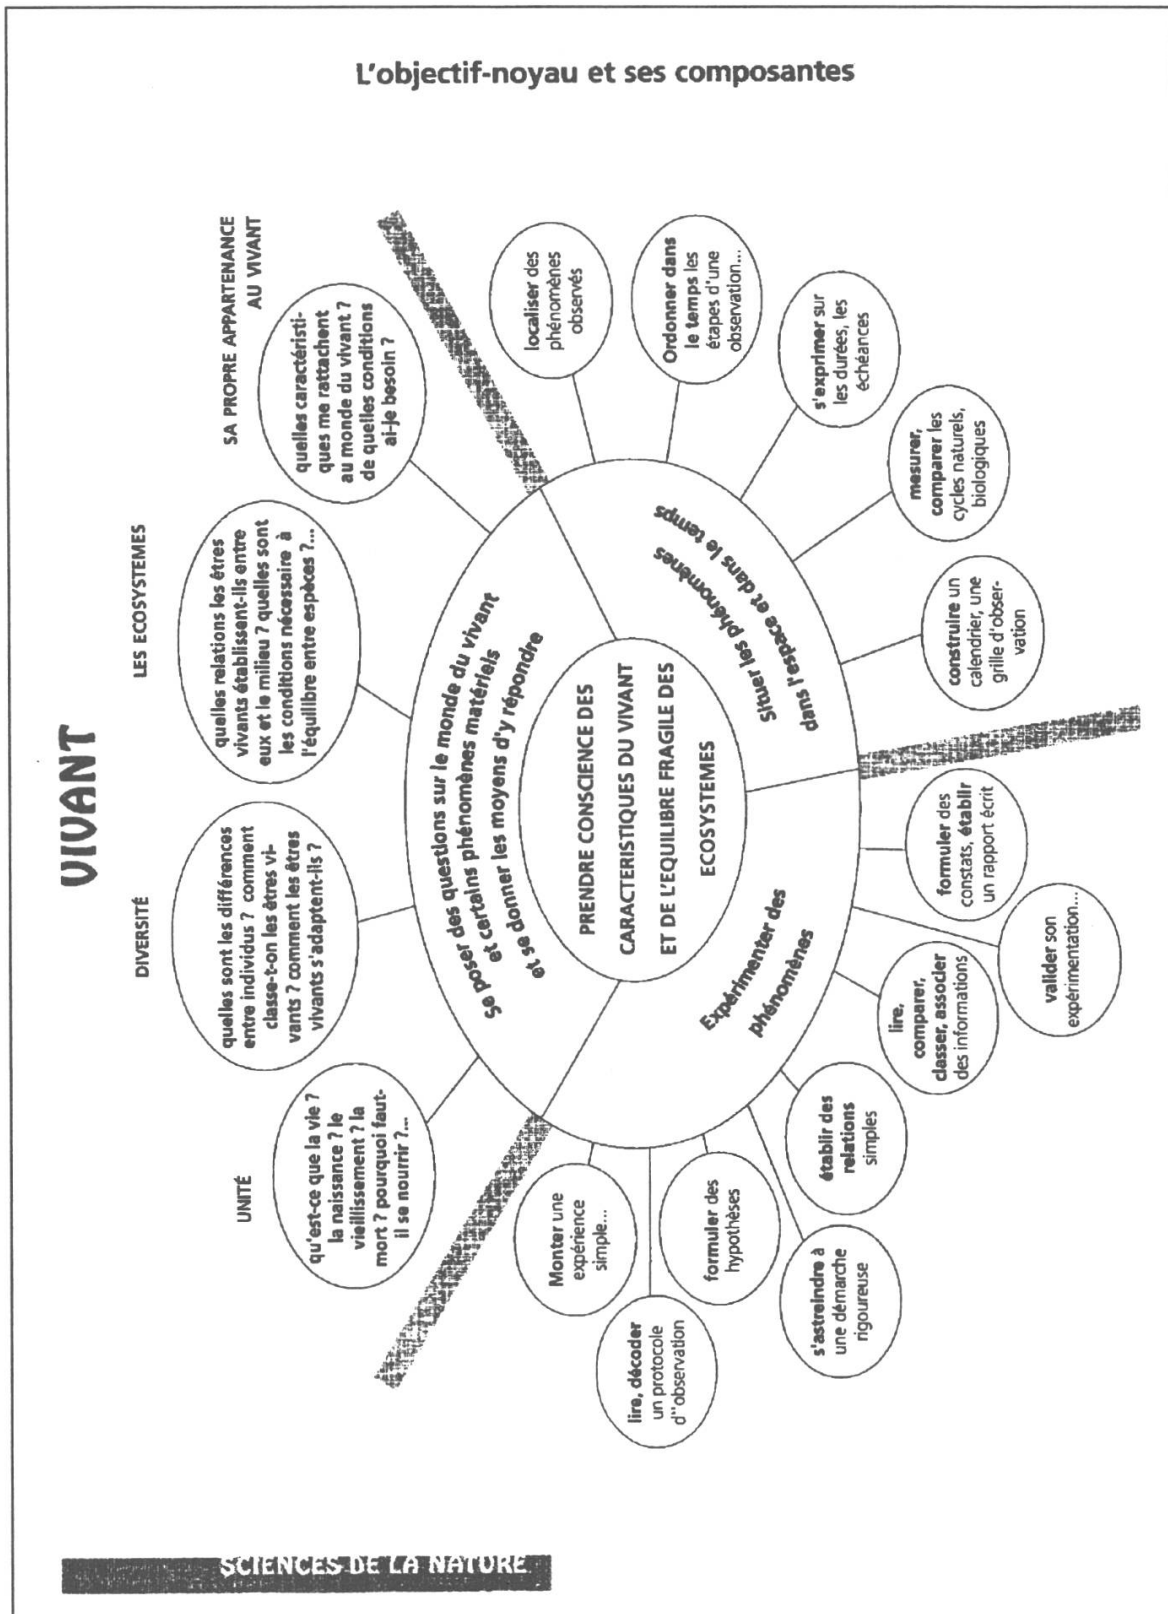 L'objectif-noyau et ses composantes
VIVANT
UNITÉ
DIVERSITÉ
LES ECOSYSTEMES
SA PROPRE APPARTENANCE
AU VIVANT
qu'est-ce que la vie ?
la naissance ? le
vieillissement ? la
mort ? pourquoi faut-
il se nourrir ?...
quelles sont les différences
entre individus ? comment
classe-t-on les êtres vi-
vants ? comment les êtres
vivants s'adaptent-ils ?
quelles relations les êtres
vivants établissent-ils entre
eux et le milieu ? quelles sont
les conditions nécessaire à
l'équilibre entre espèces ?...
quelles caractéristi-
ques me rattachent
au monde du vivant ?
de quelles conditions
ai-je besoin ?
Se poser des questions sur le monde du vivant
et certains phénomènes matériels
et se donner les moyens d'y répondre
PRENDRE CONSCIENCE DES
CARACTERISTIQUES DU VIVANT
ET DE L'EQUILIBRE FRAGILE DES
ECOSYSTEMES
Situer les phénomènes
dans l'espace et dans le temps
localiser des
phénomènes
observés
Ordonner dans
le temps les
étapes d'une
observation...
s'exprimer sur
les durées, les
échéances
mesurer,
comparer les
cycles naturels,
biologiques
construire un
calendrier, une
grille d'obser-
vation
Expérimenter des
phénomènes
Monter une
expérience
simple...
lire, décoder
un protocole
d''observation
formuler des
hypothèses
s'astreindre à
une démarche
rigoureuse
établir des
relations
simples
lire,
comparer,
classer, associer
des informations
valider son
expérimentation...
formuler des
constats, établir
un rapport écrit
SCIENCES DE LA NATURE